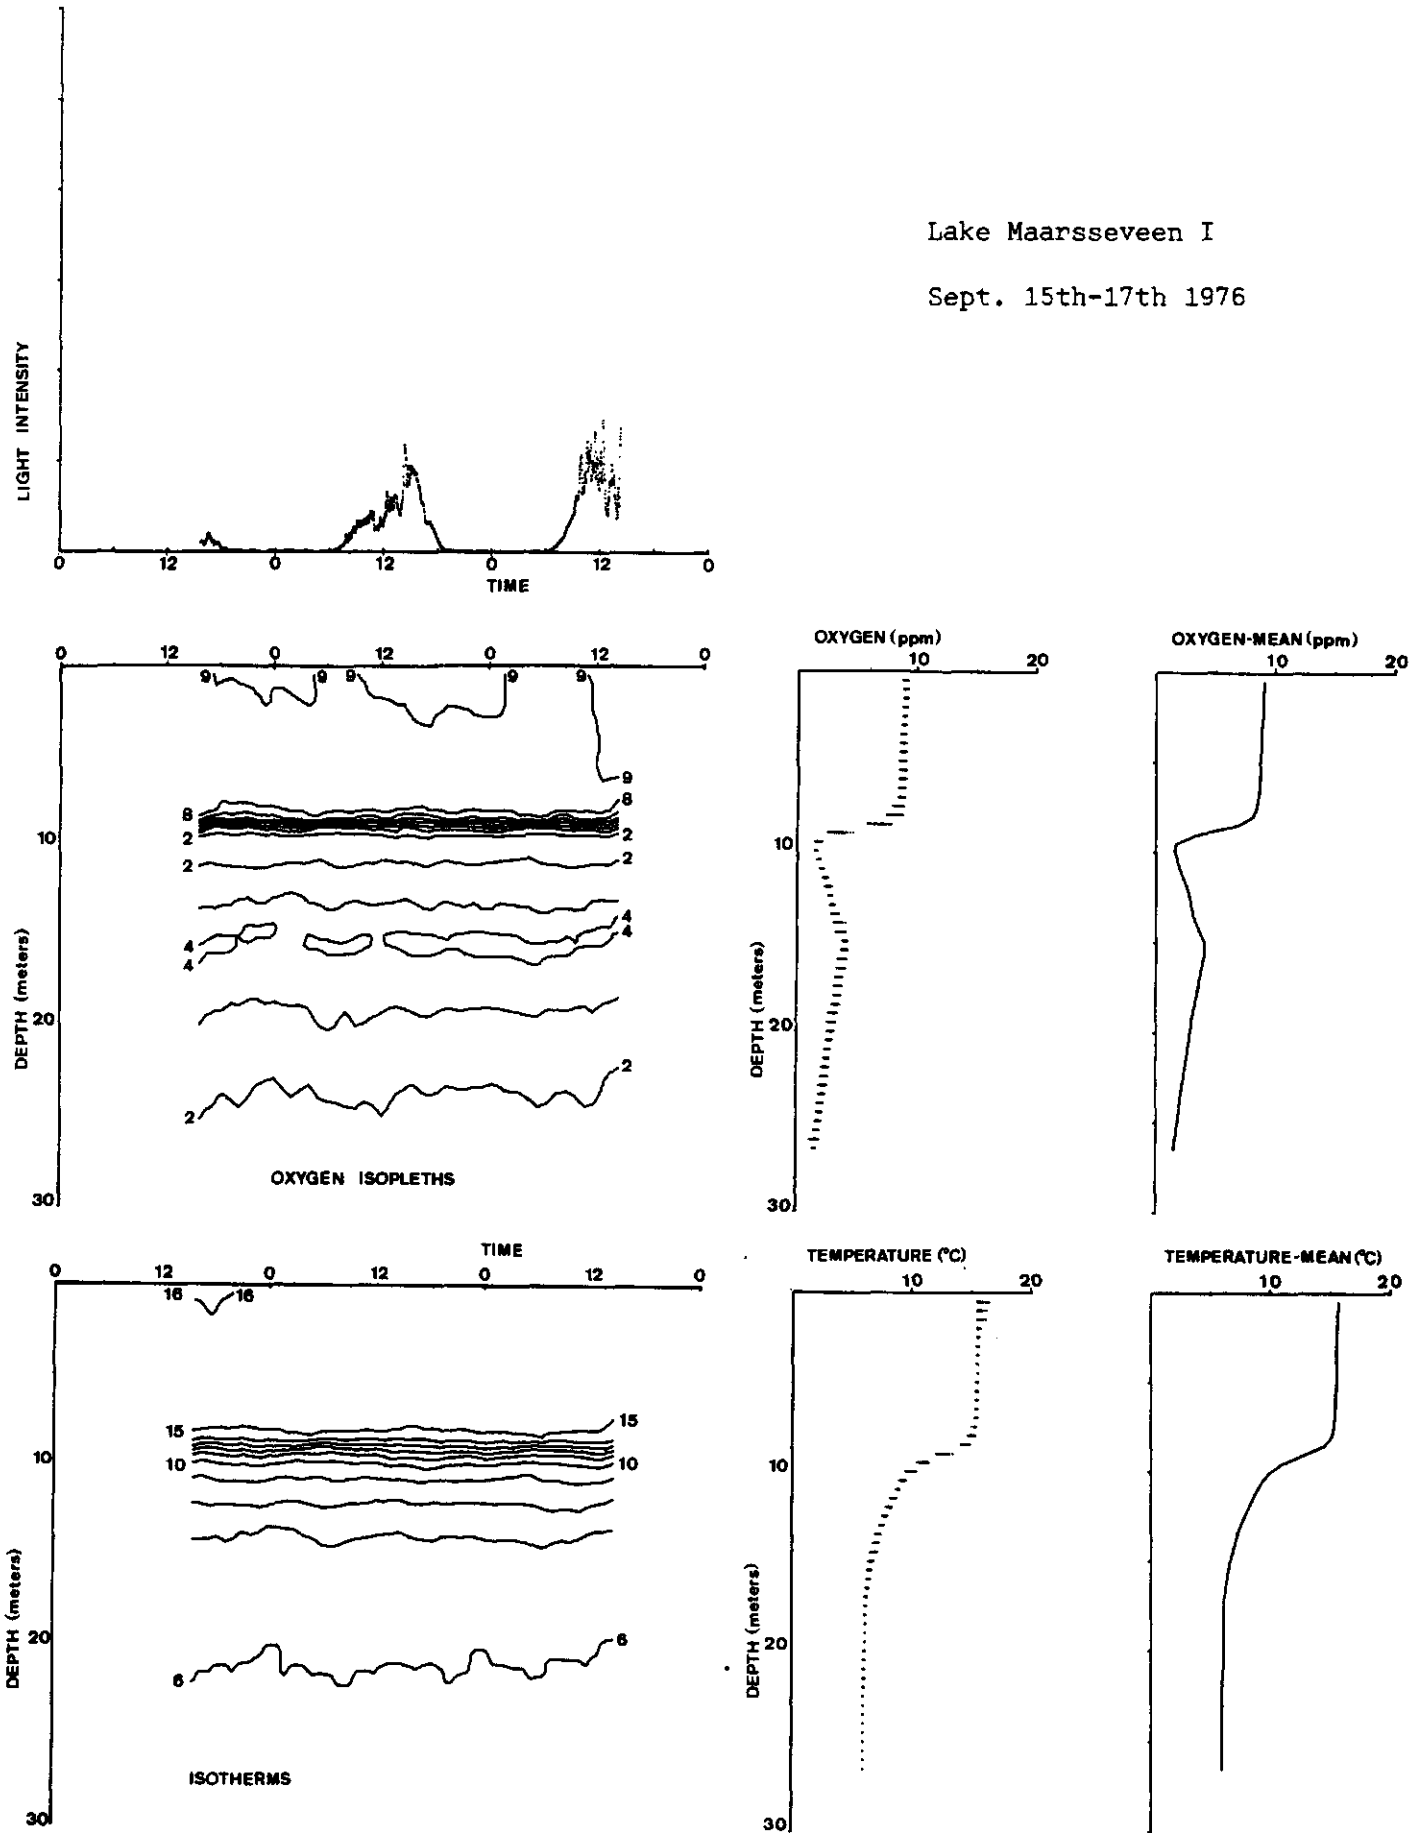 Lake Maarsseveen I
Sept. 15th-17th 1976
LIGHT INTENSITY
0 12 0 12 0 12 0
TIME
0 12 0 12 0 12 0
9 9 9 9 9
9
8 8
10
2 2
2 2
4 4
4 4
DEPTH (meters)
20
2 2
OXYGEN ISOPLETHS
30
OXYGEN (ppm)
10 20
10
DEPTH (meters)
20
30
OXYGEN-MEAN (ppm)
10 20
TIME
0 12 0 12 0 12 0
16 16
15 15
10 10 10
DEPTH (meters)
20
6 6
ISOTHERMS
30
TEMPERATURE (°C)
10 20
10
DEPTH (meters)
20
30
TEMPERATURE-MEAN (°C)
10 20